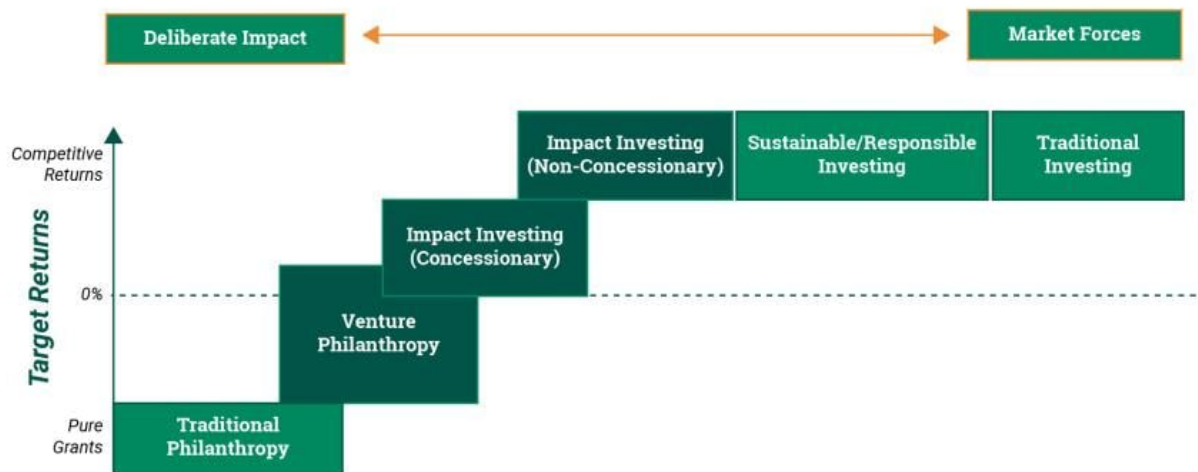 Deliberate Impact
Market Forces
Competitive
Returns
Target Returns
0%
Pure
Grants
Impact Investing
(Non-Concessionary)
Sustainable/Responsible
Investing
Traditional
Investing
Impact Investing
(Concessionary)
Venture
Philanthropy
Traditional
Philanthropy